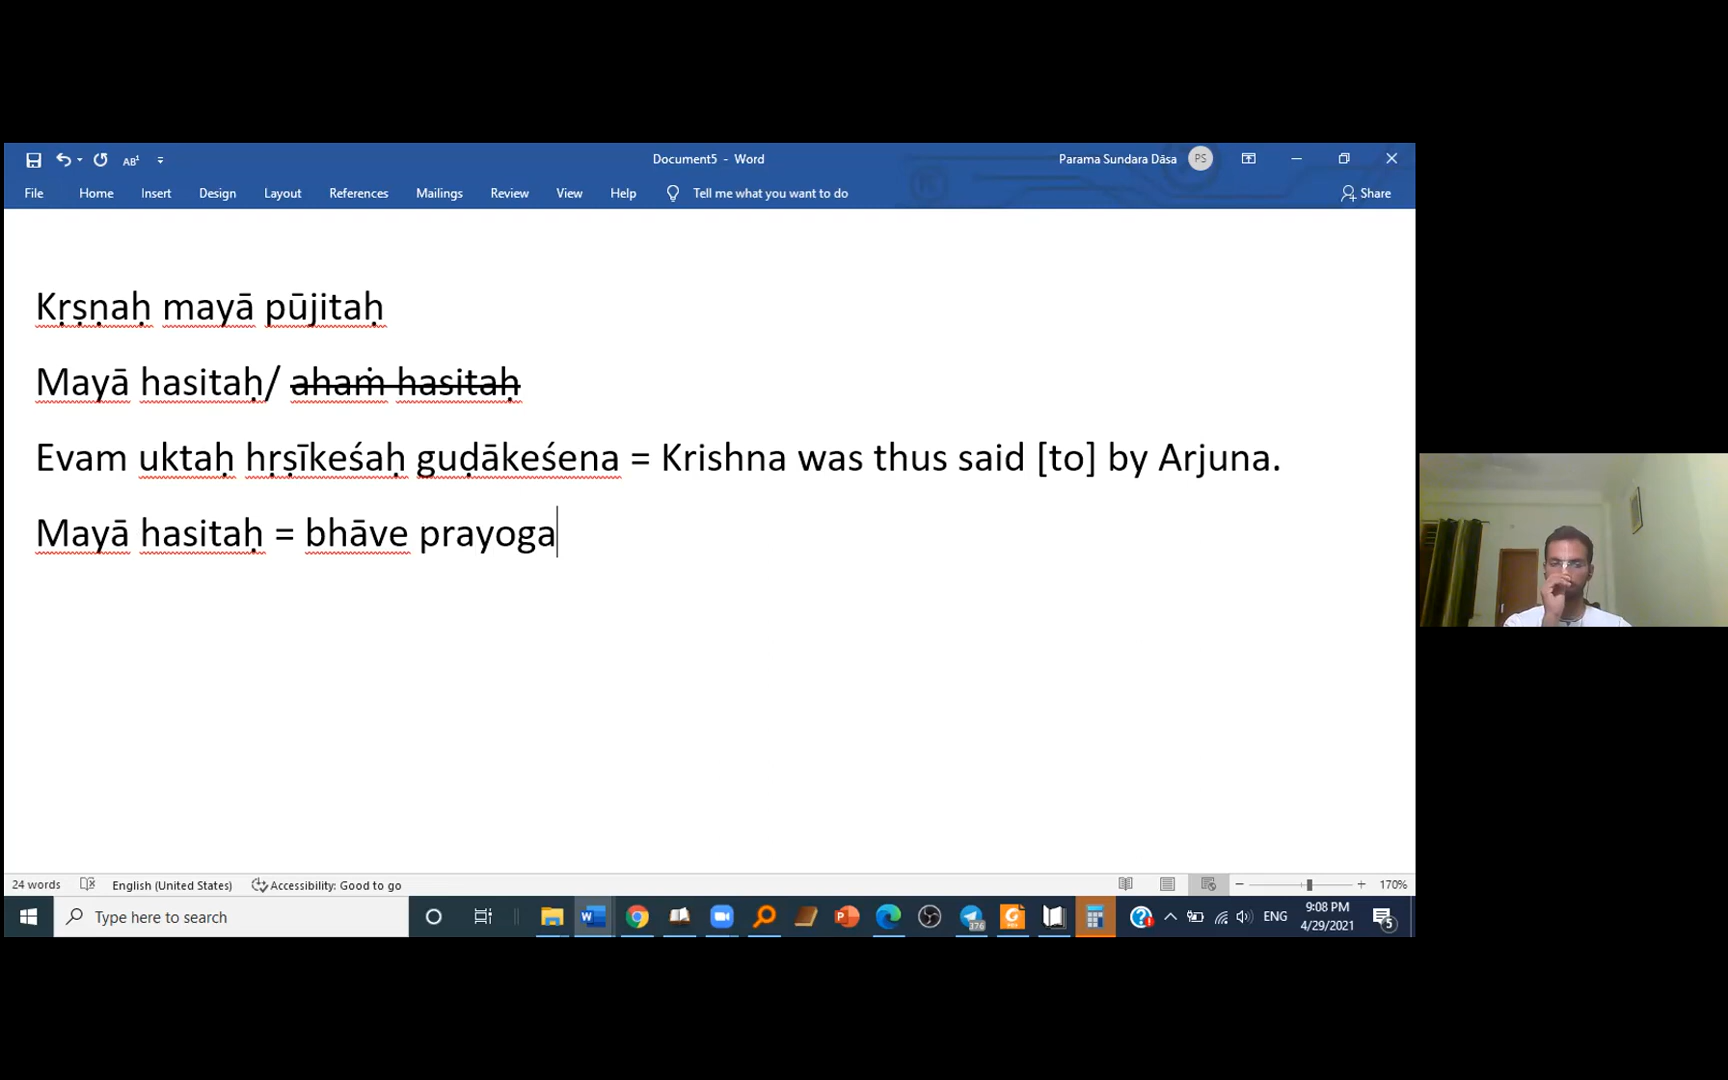 Document5 - Word
Parama Sundara Dāsa PS
File Home Insert Design Layout References Mailings Review View Help Tell me what you want to do Share
Kṛṣṇaḥ mayā pūjitaḥ
Mayā hasitaḥ/ ahaṁ hasitaḥ
Evam uktaḥ hṛṣīkeśaḥ guḍākeśena = Krishna was thus said [to] by Arjuna.
Mayā hasitaḥ = bhāve prayoga
24 words English (United States) Accessibility: Good to go 170%
Type here to search ENG 9:08 PM
4/29/2021